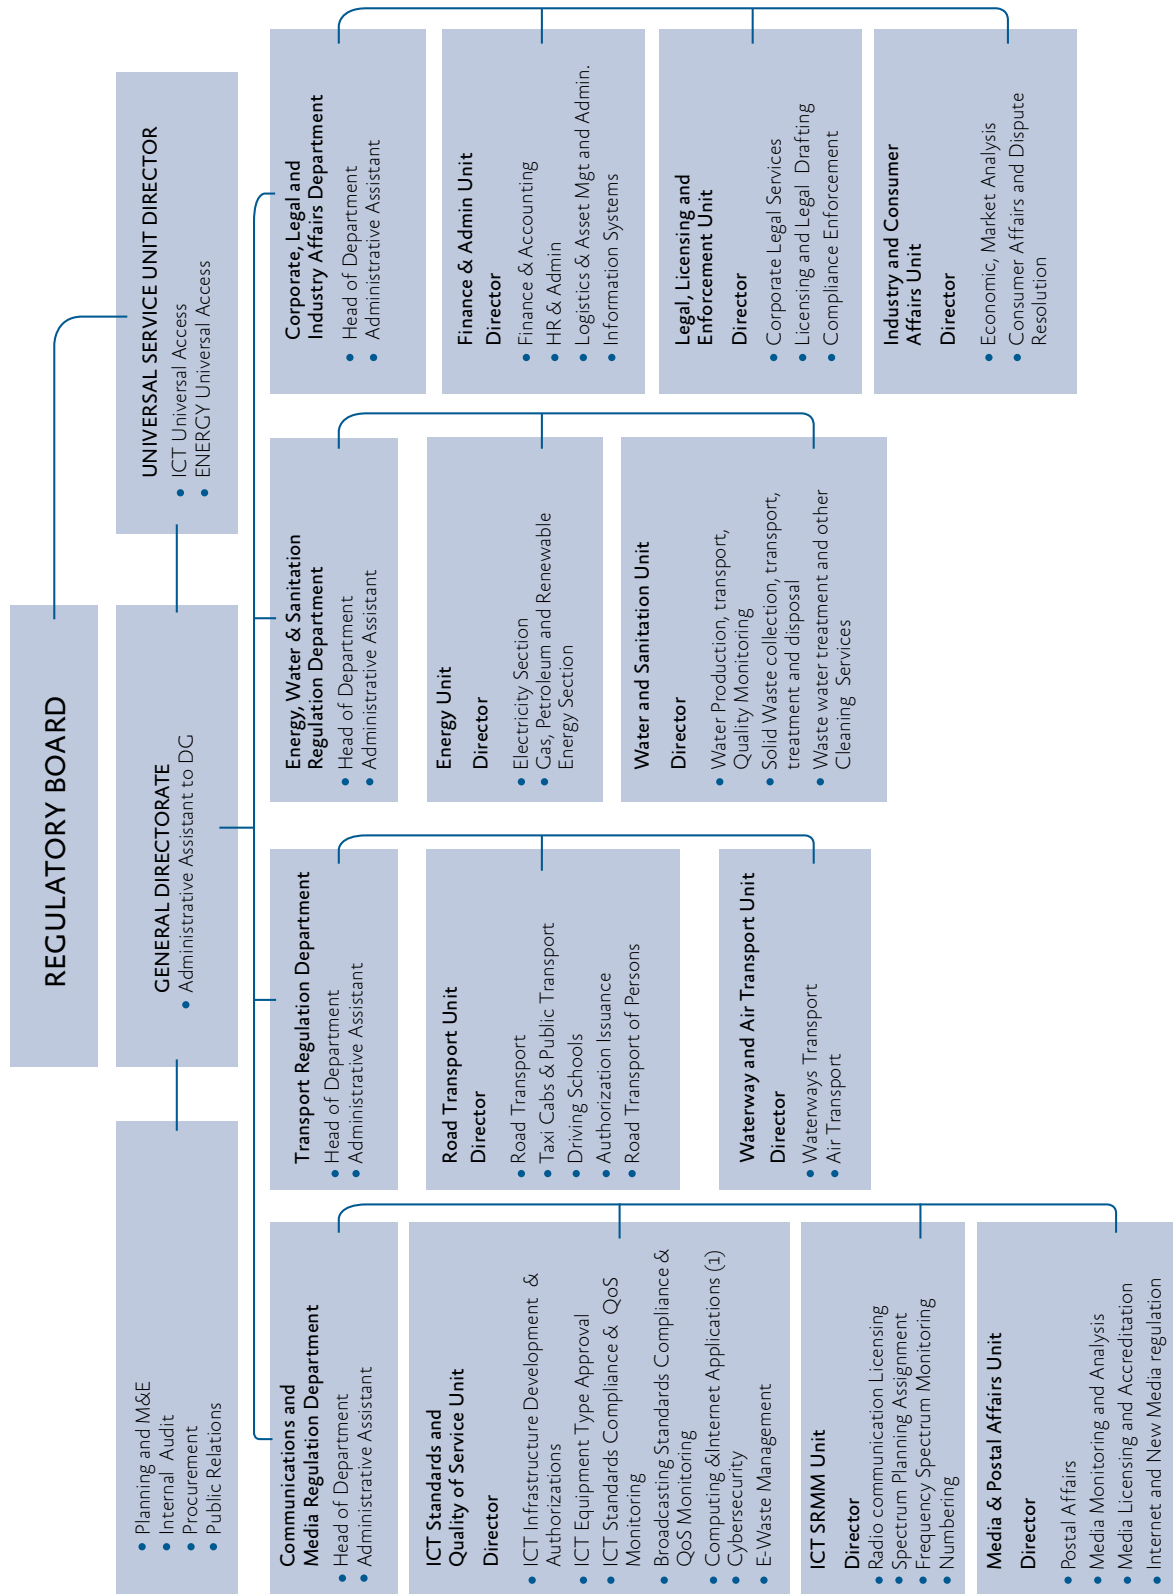 REGULATORY BOARD
GENERAL DIRECTORATE
• Administrative Assistant to DG
UNIVERSAL SERVICE UNIT DIRECTOR
• ICT Universal Access
• ENERGY Universal Access
• Planning and M&E
• Internal Audit
• Procurement
• Public Relations
Communications and
Media Regulation Department
• Head of Department
• Administrative Assistant
ICT Standards and
Quality of Service Unit
Director
• ICT Infrastructure Development &
Authorizations
• ICT Equipment Type Approval
• ICT Standards Compliance & QoS
Monitoring
• Broadcasting Standards Compliance &
QoS Monitoring
• Computing &Internet Applications (1)
• Cybersecurity
• E-Waste Management
ICT SRMM Unit
Director
• Radio communication Licensing
• Spectrum Planning Assignment
• Frequency Spectrum Monitoring
• Numbering
Media & Postal Affairs Unit
Director
• Postal Affairs
• Media Monitoring and Analysis
• Media Licensing and Accreditation
• Internet and New Media regulation
Transport Regulation Department
• Head of Department
• Administrative Assistant
Road Transport Unit
Director
• Road Transport
• Taxi Cabs & Public Transport
• Driving Schools
• Authorization Issuance
• Road Transport of Persons
Waterway and Air Transport Unit
Director
• Waterways Transport
• Air Transport
Energy, Water & Sanitation
Regulation Department
• Head of Department
• Administrative Assistant
Energy Unit
Director
• Electricity Section
• Gas, Petroleum and Renewable
Energy Section
Water and Sanitation Unit
Director
• Water Production, transport,
Quality Monitoring
• Solid Waste collection, transport,
treatment and disposal
• Waste water treatment and other
Cleaning Services
Corporate, Legal and
Industry Affairs Department
• Head of Department
• Administrative Assistant
Finance & Admin Unit
Director
• Finance & Accounting
• HR & Admin
• Logistics & Asset Mgt and Admin.
• Information Systems
Legal, Licensing and
Enforcement Unit
Director
• Corporate Legal Services
• Licensing and Legal Drafting
• Compliance Enforcement
Industry and Consumer
Affairs Unit
Director
• Economic, Market Analysis
• Consumer Affairs and Dispute
Resolution